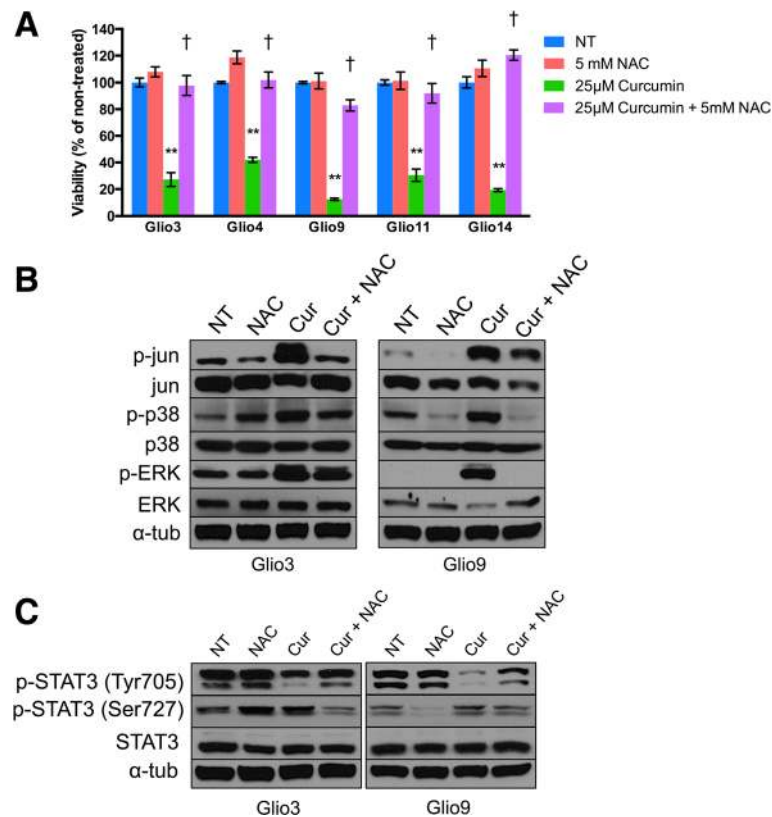 A
Viability (% of non-treated)
140
120
100
80
60
40
20
0
†
†
†
†
†
**
**
**
**
**
Glio3 Glio4 Glio9 Glio11 Glio14
NT
5 mM NAC
25µM Curcumin
25µM Curcumin + 5mM NAC
B
NT NAC Cur Cur + NAC NT NAC Cur Cur + NAC
p-jun
jun
p-p38
p38
p-ERK
ERK
α-tub
Glio3 Glio9
C
NT NAC Cur Cur + NAC NT NAC Cur Cur + NAC
p-STAT3 (Tyr705)
p-STAT3 (Ser727)
STAT3
α-tub
Glio3 Glio9